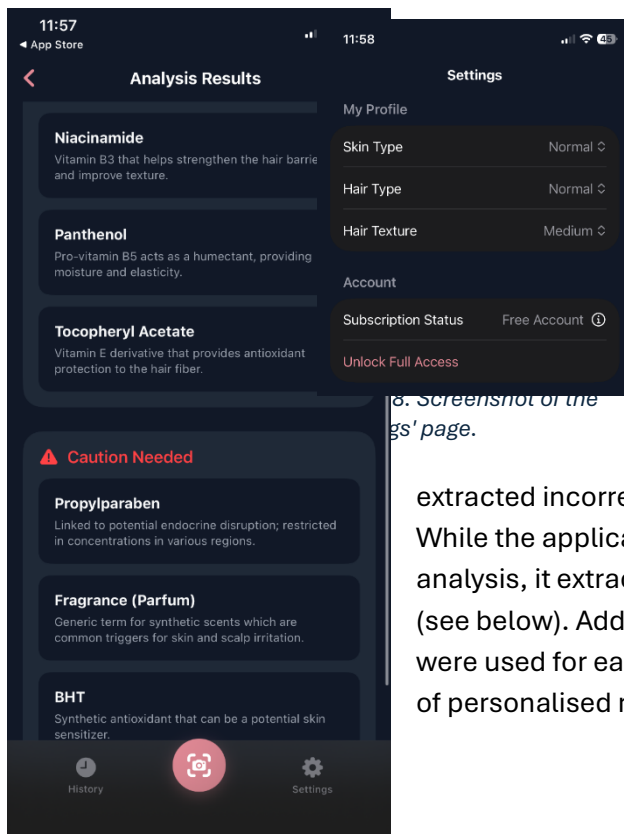 11:57
◄ App Store
Analysis Results
Niacinamide
Vitamin B3 that helps strengthen the hair
and improve texture.
Panthenol
Pro-vitamin B5 acts as a humectant, providing
moisture and elasticity.
Tocopheryl Acetate
Vitamin E derivative that provides antioxidant
protection to the hair fiber.
Caution Needed
Propylparaben
Linked to potential endocrine disruption; restricted
in concentrations in various regions.
Fragrance (Parfum)
Generic term for synthetic scents which are
common triggers for skin and scalp irritation.
BHT
Synthetic antioxidant that can be a potential skin
sensitizer.
History
Settings
11:58
45
Settings
My Profile
Skin Type Normal
Hair Type Normal
Hair Texture Medium
Account
Subscription Status Free Account
Unlock Full Access
8. Screenshot of the
gs' page.
extracted incorre
While the applica
analysis, it extrac
(see below). Add
were used for ea
of personalised